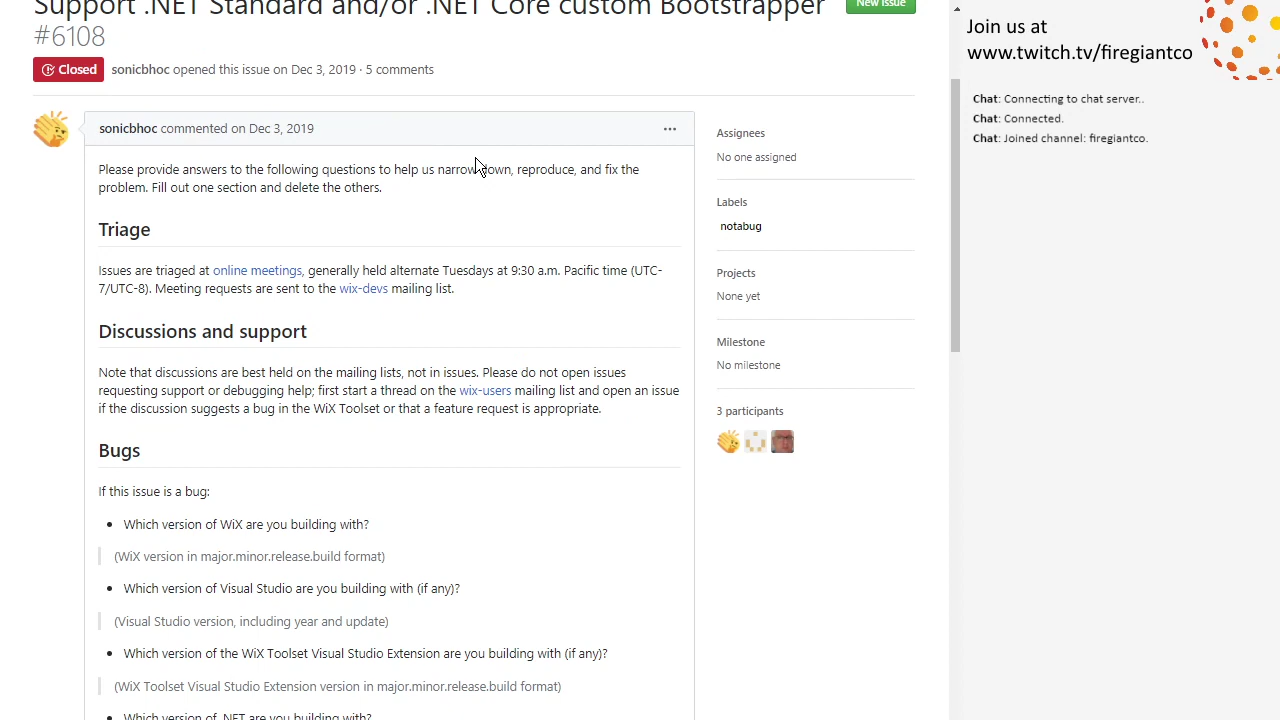 Support .NET Standard and/or .NET Core custom Bootstrapper
#6108
New issue
Closed sonicbhoc opened this issue on Dec 3, 2019 · 5 comments
sonicbhoc commented on Dec 3, 2019
Please provide answers to the following questions to help us narrow down, reproduce, and fix the
problem. Fill out one section and delete the others.
Triage
Issues are triaged at online meetings, generally held alternate Tuesdays at 9:30 a.m. Pacific time (UTC-
7/UTC-8). Meeting requests are sent to the wix-devs mailing list.
Discussions and support
Note that discussions are best held on the mailing lists, not in issues. Please do not open issues
requesting support or debugging help; first start a thread on the wix-users mailing list and open an issue
if the discussion suggests a bug in the WiX Toolset or that a feature request is appropriate.
Bugs
If this issue is a bug:
• Which version of WiX are you building with?
(WiX version in major.minor.release.build format)
• Which version of Visual Studio are you building with (if any)?
(Visual Studio version, including year and update)
• Which version of the WiX Toolset Visual Studio Extension are you building with (if any)?
(WiX Toolset Visual Studio Extension version in major.minor.release.build format)
• Which version of .NET are you building with?
Assignees
No one assigned
Labels
notabug
Projects
None yet
Milestone
No milestone
3 participants
Join us at
www.twitch.tv/firegiantco
Chat: Connecting to chat server..
Chat: Connected.
Chat: Joined channel: firegiantco.